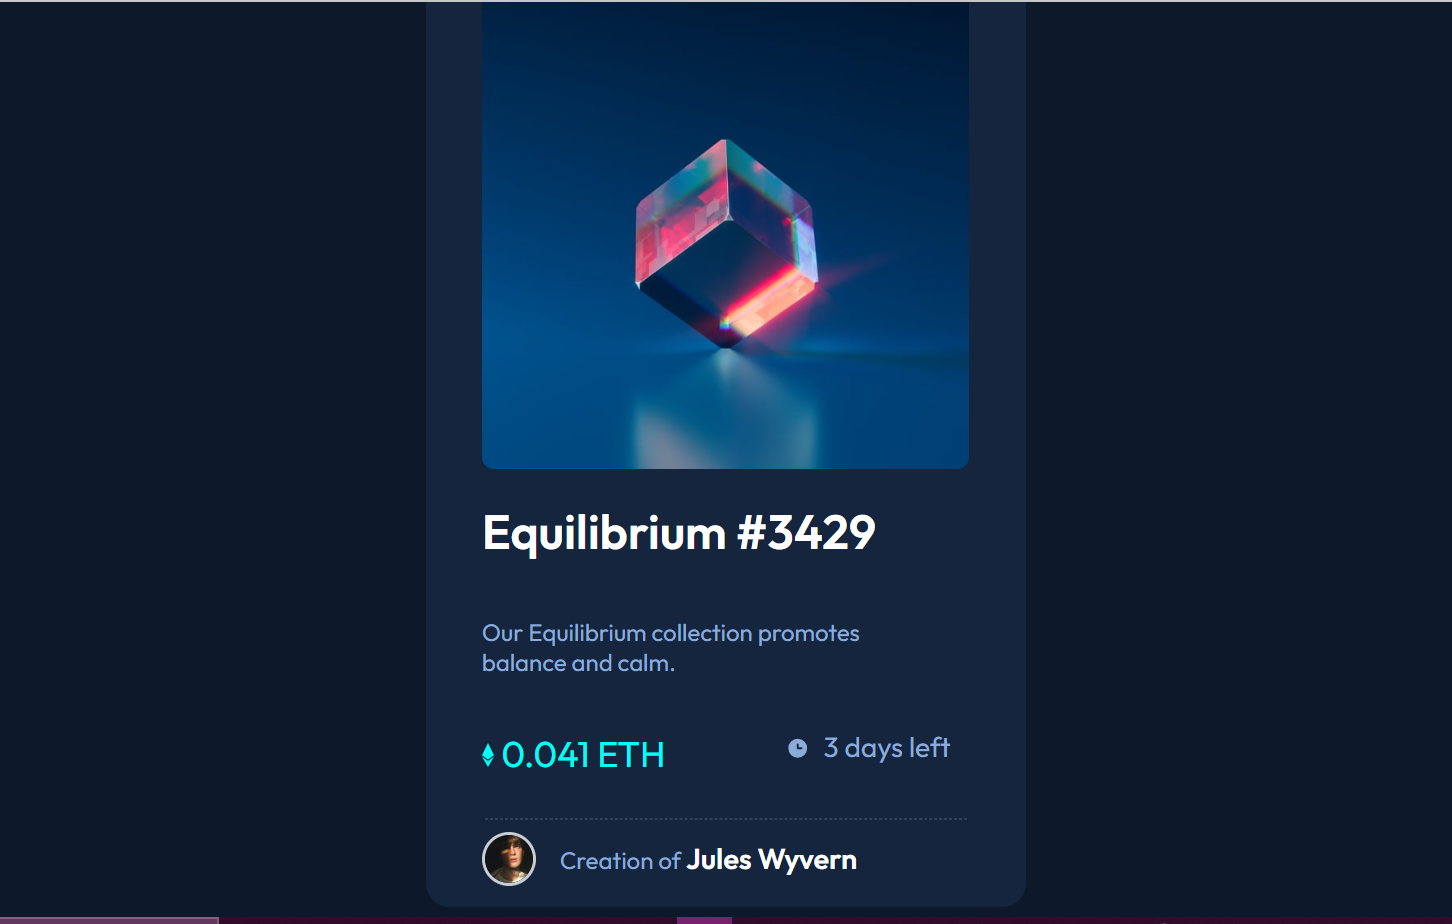 Equilibrium #3429
Our Equilibrium collection promotes
balance and calm.
0.041 ETH
3 days left
Creation of Jules Wyvern